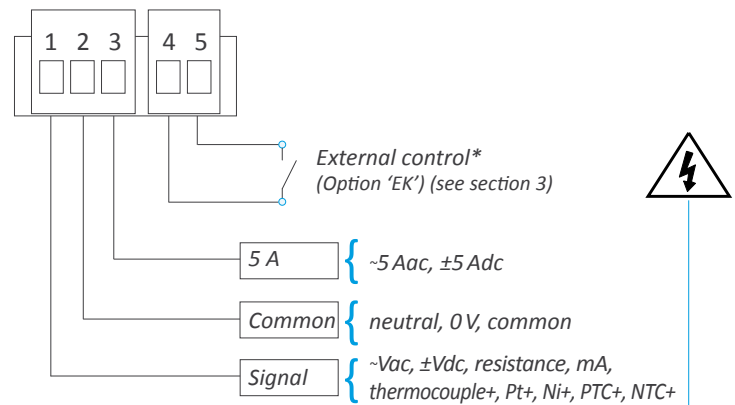 1 2 3 4 5
External control*
(Option ‘EK’) (see section 3)
5 A
~5 Aac, ±5 Adc
Common
neutral, 0 V, common
Signal
~Vac, ±Vdc, resistance, mA,
thermocouple+, Pt+, Ni+, PTC+, NTC+